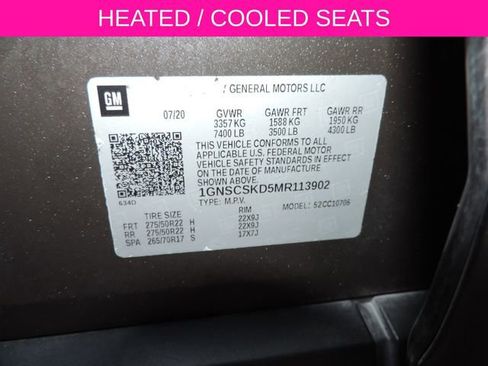 HEATED / COOLED SEATS
GM
/ GENERAL MOTORS LLC
07/20 GVWR GAWR FRT GAWR RR
3357 KG 1588 KG 1950 KG
7400 LB 3500 LB 4300 LB
THIS VEHICLE CONFORMS TO ALL
APPLICABLE U.S. FEDERAL MOTOR
VEHICLE SAFETY STANDARDS IN EFFECT
ON THE DATE OF MANUFACTURE
SHOWN ABOVE.
1GNSCSKD5MR113902
634D TYPE: M.P.V. MODEL: 52CC10706
TIRE SIZE RIM
FRT 275/50R22 H 22X9J
RR 275/50R22 H 22X9J
SPA 265/70R17 S 17X7J